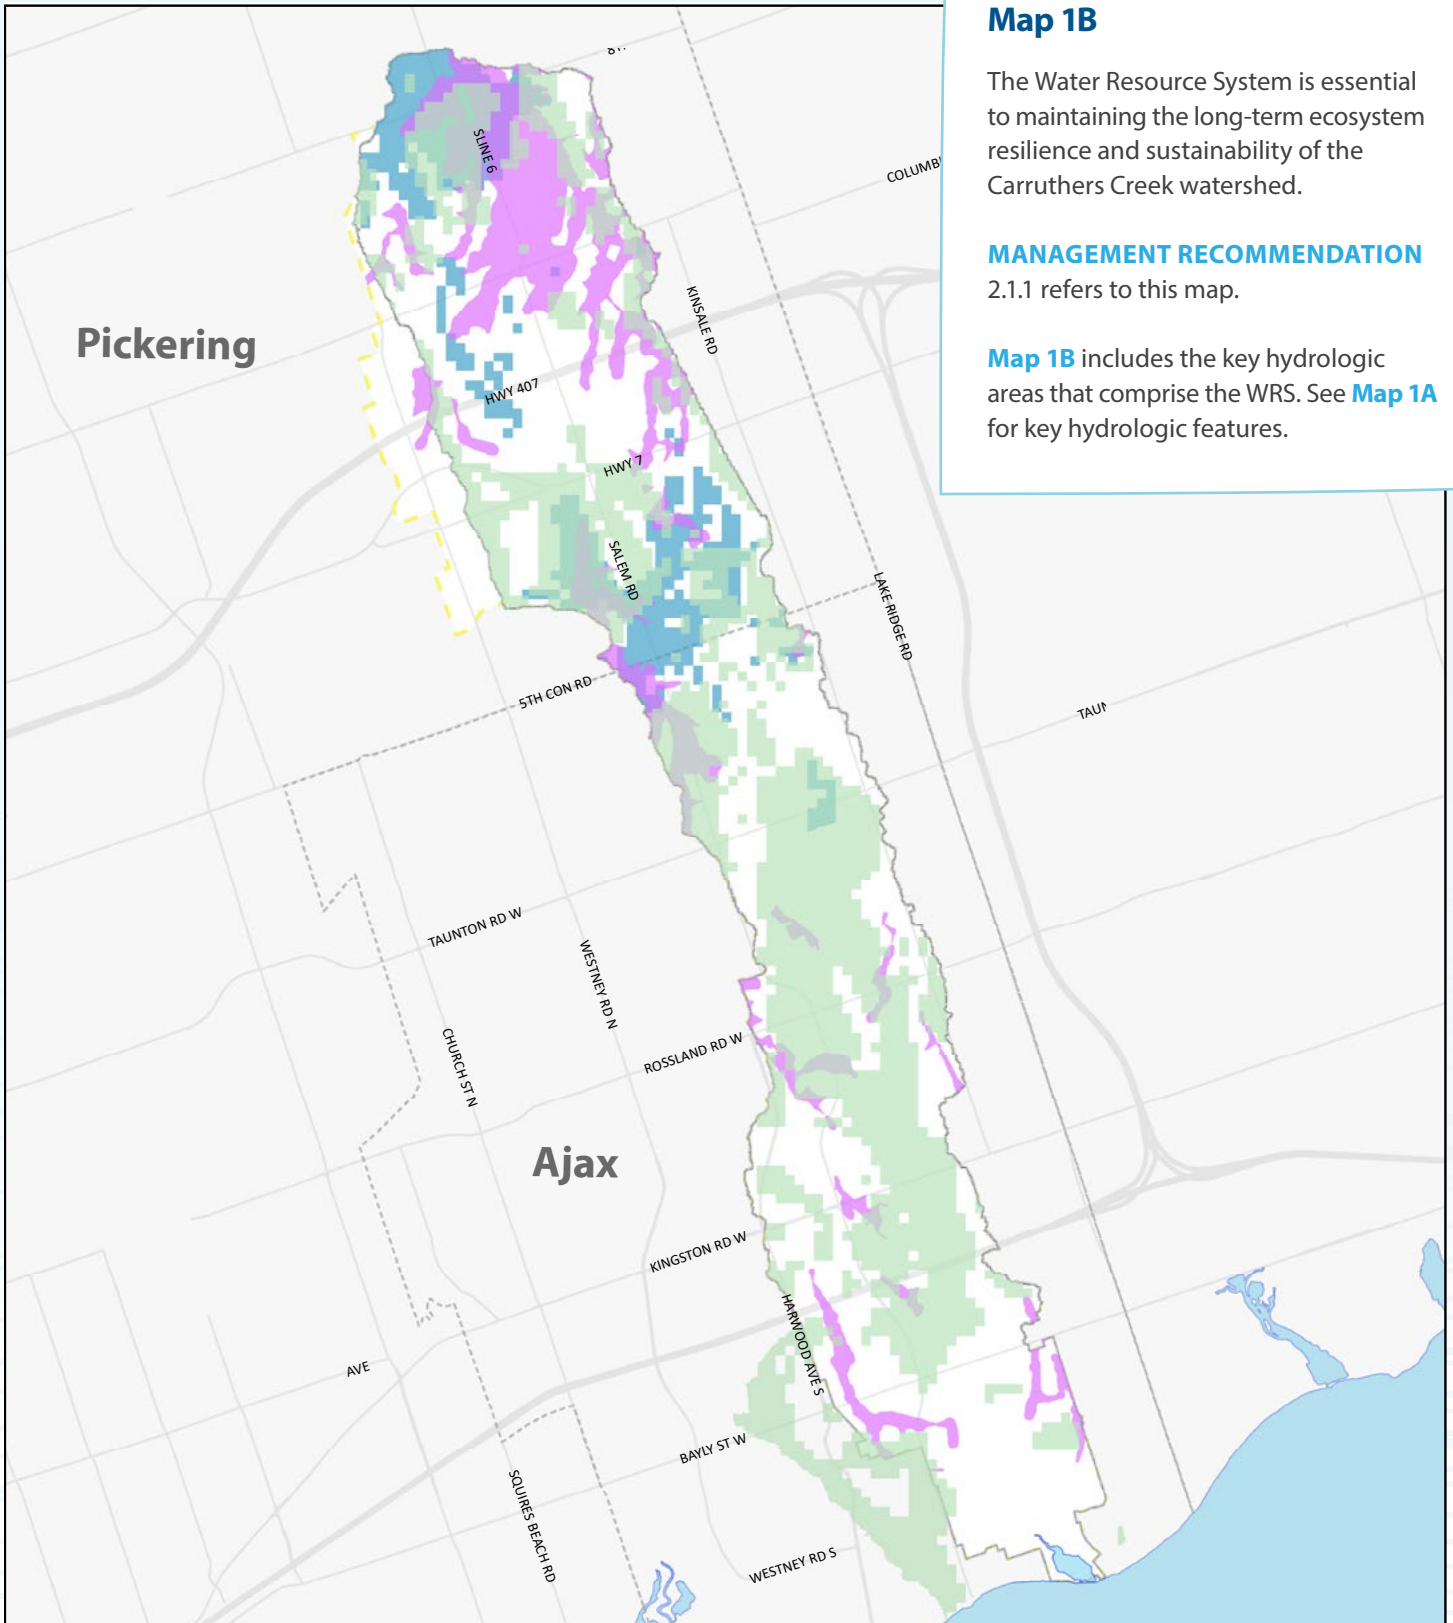 Map 1B
The Water Resource System is essential
to maintaining the long-term ecosystem
resilience and sustainability of the
Carruthers Creek watershed.
MANAGEMENT RECOMMENDATION
2.1.1 refers to this map.
Map 1B includes the key hydrologic
areas that comprise the WRS. See Map 1A
for key hydrologic features.
SLINE 6
COLUMB
KINSALE RD
Pickering
HWY 407
HWY 7
SALEM RD
LAKE RIDGE RD
5TH CON RD
TAUN
TAUNTON RD W
WESTNEY RD N
CHURCH ST N
ROSSLAND RD W
Ajax
KINGSTON RD W
HARWOOD AVE S
AVE
BAYLY ST W
SQUIRES BEACH RD
WESTNEY RD S